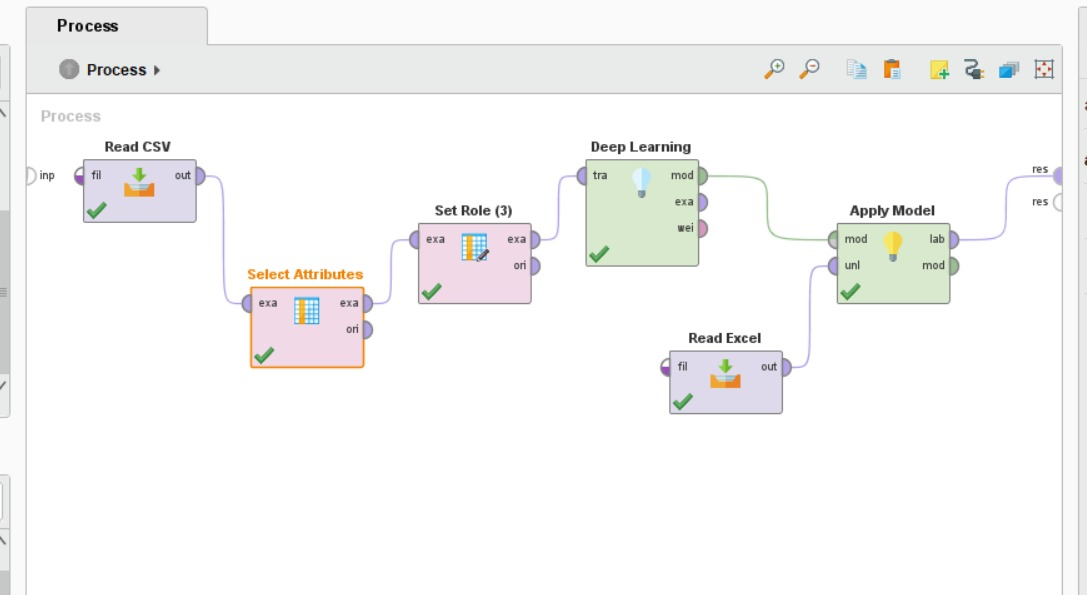 Process
Process
Process
Read CSV
fil out
inp
Select Attributes
exa exa
ori
Set Role (3)
exa exa
ori
Deep Learning
tra mod
exa
wei
Read Excel
fil out
Apply Model
mod lab
unl mod
res
res